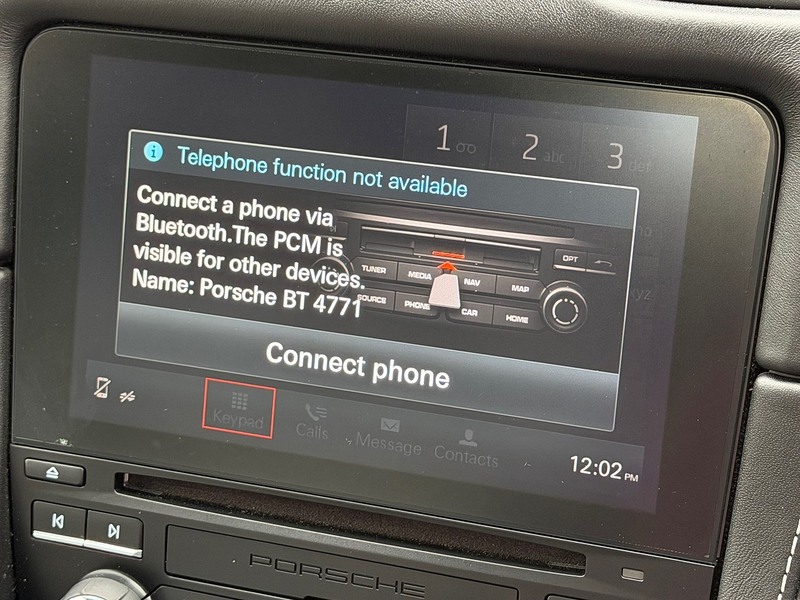 1
2 abc
3 def
Telephone function not available
Connect a phone via
Bluetooth.The PCM is
visible for other devices.
Name: Porsche BT 4771
TUNER MEDIA NAV MAP OPT
SOURCE PHONE CAR HOME
Connect phone
Keypad Calls Message Contacts
12:02 PM
PORSCHE